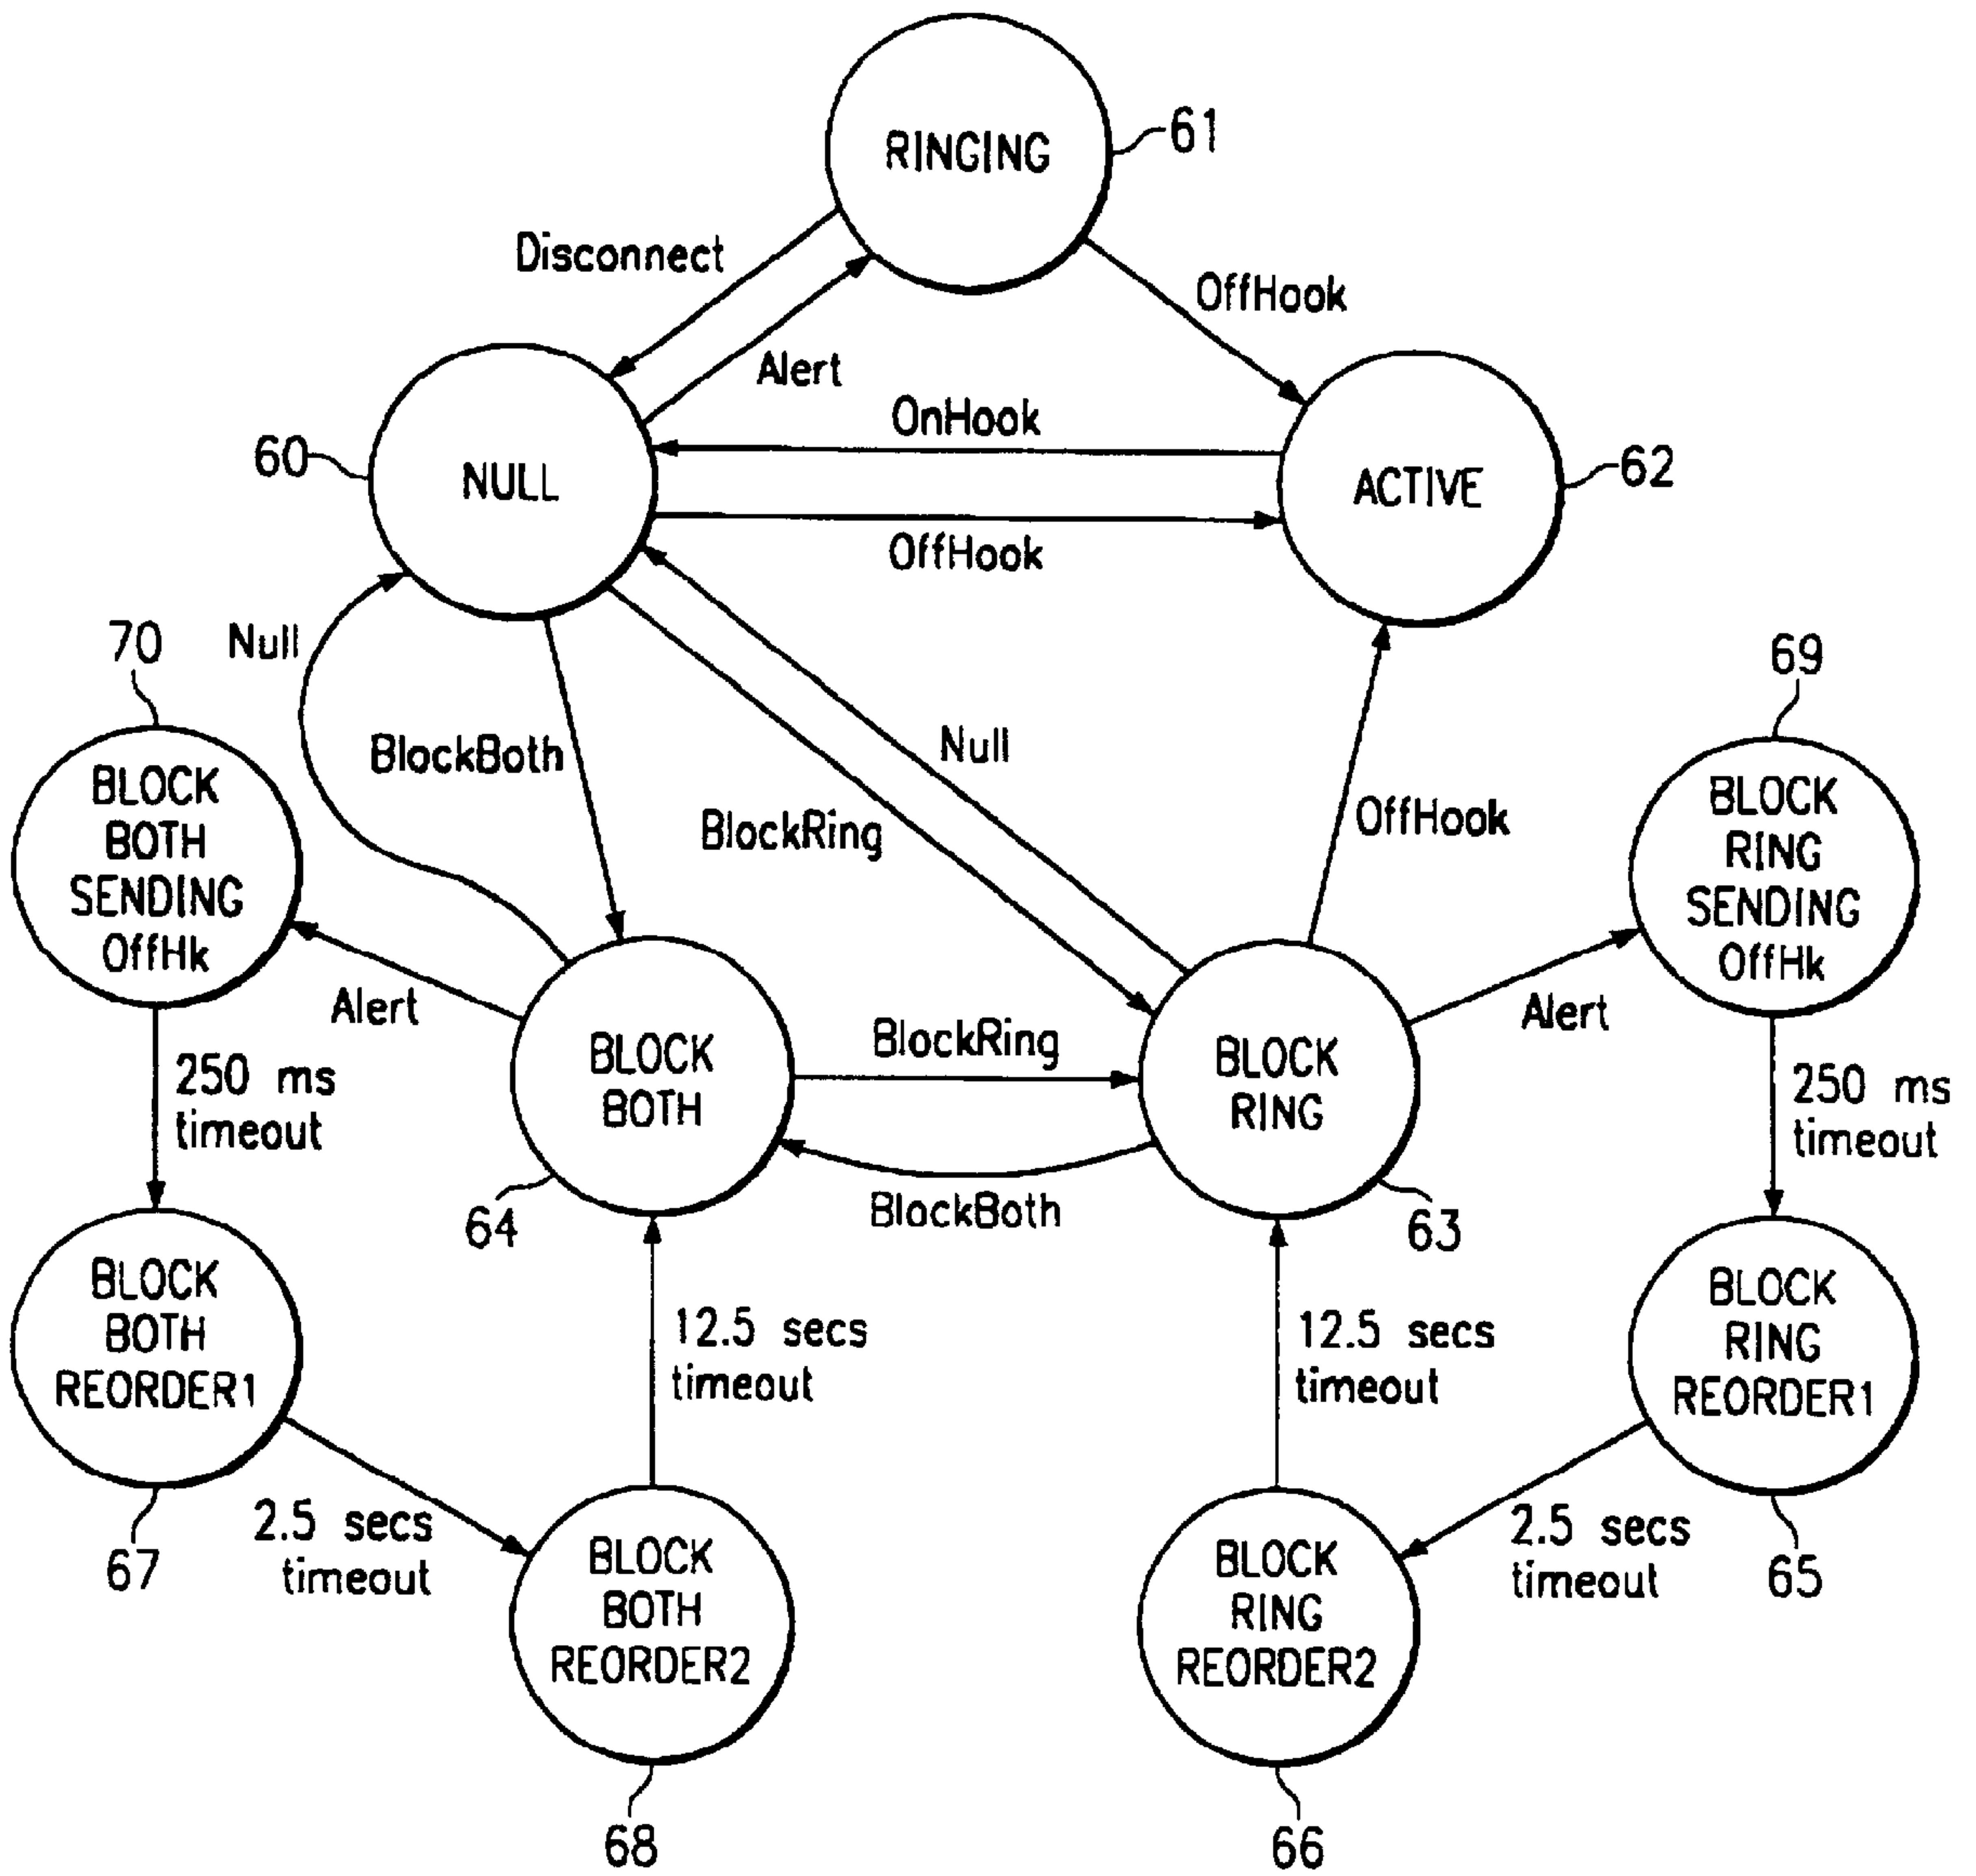 61
RINGING
Disconnect
OffHook
Alert
OnHook
60
NULL
ACTIVE
62
OffHook
70
Null
69
BlockBoth
Null
BlockRing
OffHook
BLOCK
BOTH
SENDING
OffHk
BLOCK
RING
SENDING
OffHk
Alert
Alert
BlockRing
BLOCK
BOTH
BLOCK
RING
250 ms
timeout
250 ms
timeout
64
BlockBoth
63
BLOCK
BOTH
REORDER1
12.5 secs
timeout
12.5 secs
timeout
BLOCK
RING
REORDER1
2.5 secs
timeout
67
2.5 secs
timeout
65
BLOCK
BOTH
REORDER2
BLOCK
RING
REORDER2
68
66